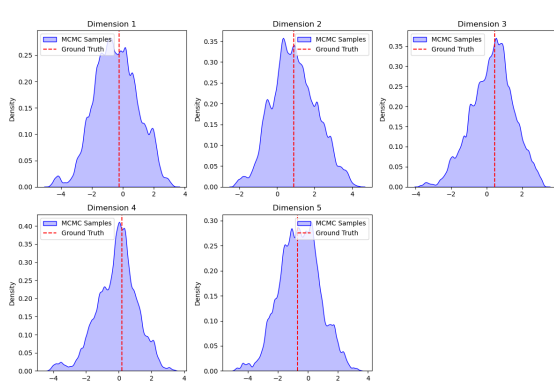 Dimension 1
Density
MCMC Samples
Ground Truth
0.25
0.20
0.15
0.10
0.05
0.00
−4 −2 0 2 4
Dimension 2
Density
MCMC Samples
Ground Truth
0.35
0.30
0.25
0.20
0.15
0.10
0.05
0.00
−2 0 2 4
Dimension 3
Density
MCMC Samples
Ground Truth
0.35
0.30
0.25
0.20
0.15
0.10
0.05
0.00
−4 −2 0 2
Dimension 4
Density
MCMC Samples
Ground Truth
0.40
0.35
0.30
0.25
0.20
0.15
0.10
0.05
0.00
−4 −2 0 2 4
Dimension 5
Density
MCMC Samples
Ground Truth
0.30
0.25
0.20
0.15
0.10
0.05
0.00
−4 −2 0 2 4